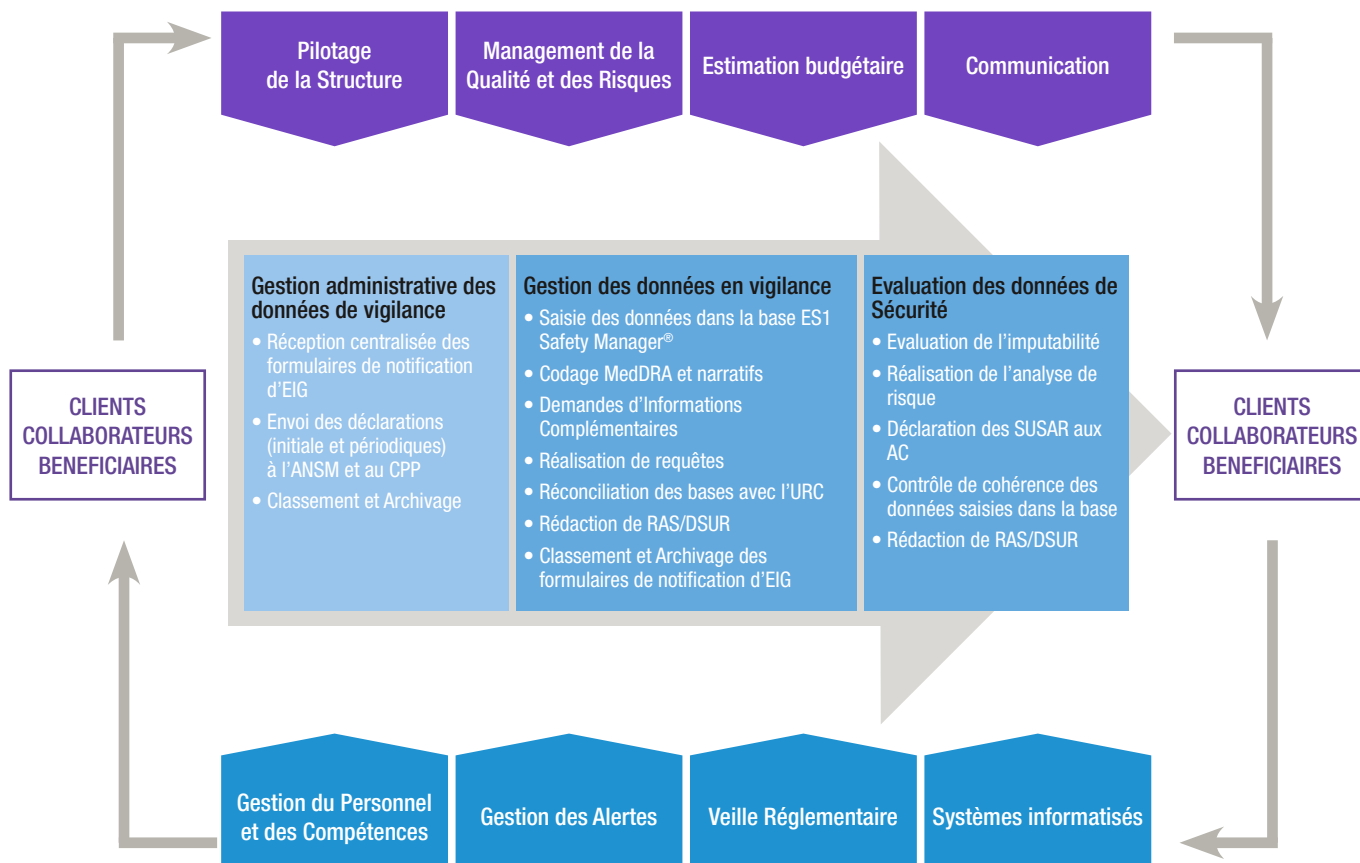 Pilotage
de la Structure
Management de la
Qualité et des Risques
Estimation budgétaire
Communication
CLIENTS
COLLABORATEURS
BENEFICIAIRES
Gestion administrative des
données de vigilance
• Réception centralisée des
formulaires de notification
d’EIG
• Envoi des déclarations
(initiale et périodiques)
à l’ANSM et au CPP
• Classement et Archivage
Gestion des données en vigilance
• Saisie des données dans la base ES1
Safety Manager®
• Codage MedDRA et narratifs
• Demandes d’Informations
Complémentaires
• Réalisation de requêtes
• Réconciliation des bases avec l’URC
• Rédaction de RAS/DSUR
• Classement et Archivage des
formulaires de notification d’EIG
Evaluation des données de
Sécurité
• Evaluation de l’imputabilité
• Réalisation de l’analyse de
risque
• Déclaration des SUSAR aux
AC
• Contrôle de cohérence des
données saisies dans la base
• Rédaction de RAS/DSUR
CLIENTS
COLLABORATEURS
BENEFICIAIRES
Gestion du Personnel
et des Compétences
Gestion des Alertes
Veille Réglementaire
Systèmes informatisés